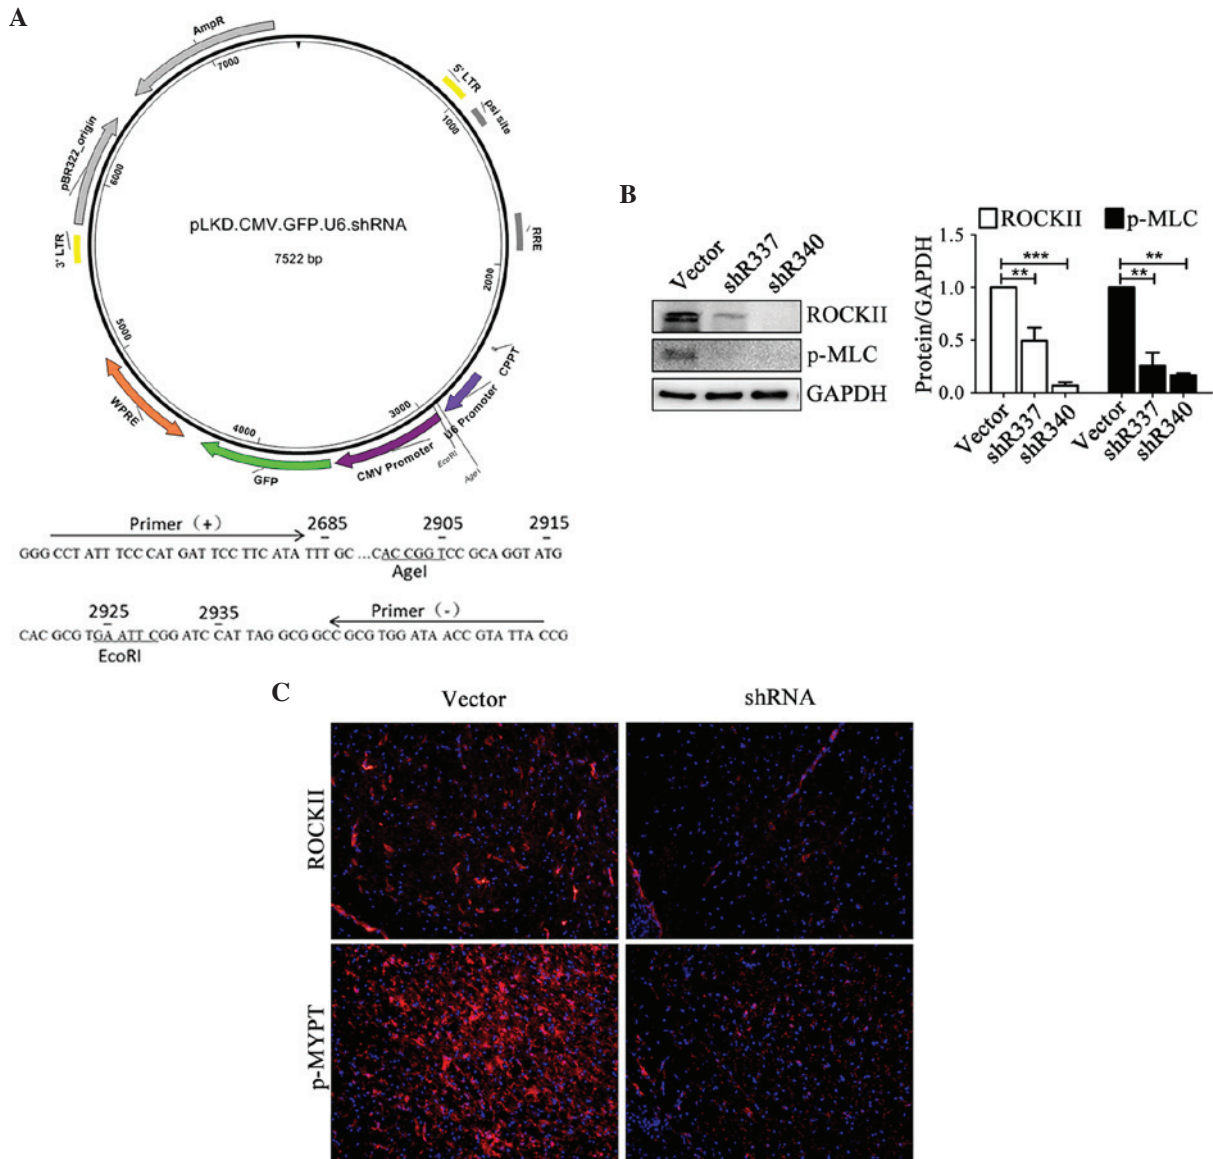 A
AmpR
7000
5' LTR
psi site
1000
pBR322_origin
6000
pLKD.CMV.GFP.U6.shRNA
7522 bp
RRE
2000
3' LTR
5000
CPPT
WPRE
3000
U6 Promoter
4000
CMV Promoter
EcoRI
AgeI
GFP
Primer (+) 2685 2905 2915
GGG CCT ATT TCC CAT GAT TCC TTC ATA TTT GC ...CACC GGT CC GCA GGT ATG
AgeI
2925 2935 Primer (-)
CAC GCG TGA ATT CGG ATC CAT TAG GCG GCC GCG TGG ATA ACC GTA TTA CCG
EcoRI
B
Vector shR337 shR340
ROCKII
p-MLC
GAPDH
ROCKII p-MLC
Protein/GAPDH
1.5
1.0
0.5
0.0
*** **
** **
Vector shR337 shR340 Vector shR337 shR340
C
Vector shRNA
ROCKII
p-MYPT